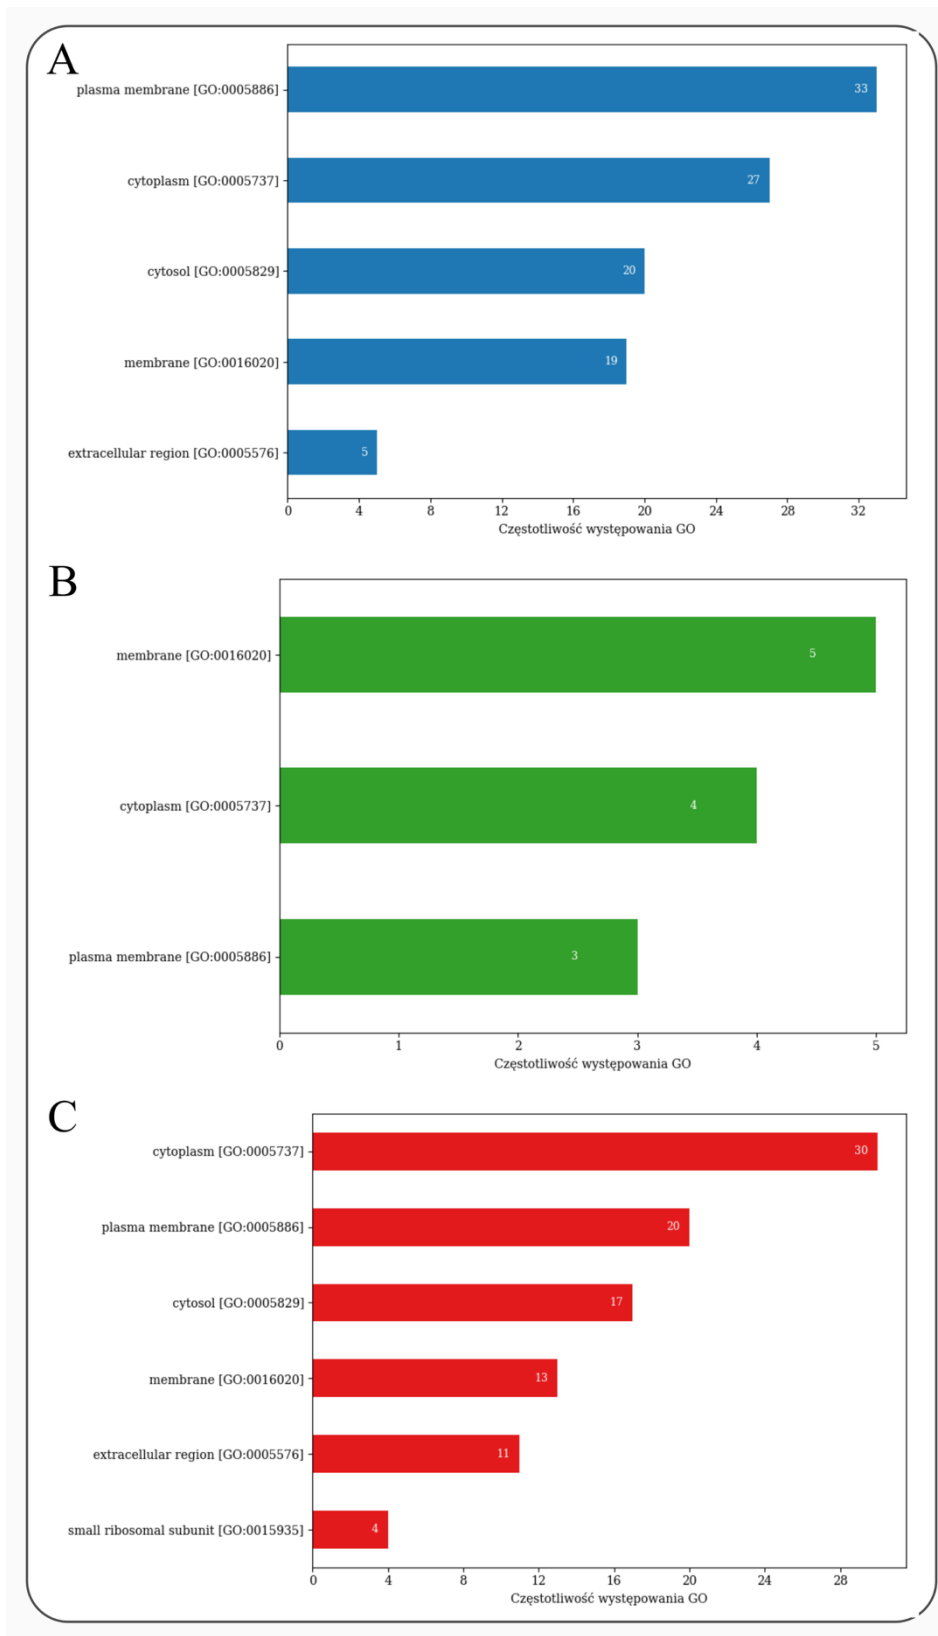 A
plasma membrane [GO:0005886]
33
cytoplasm [GO:0005737]
27
cytosol [GO:0005829]
20
membrane [GO:0016020]
19
extracellular region [GO:0005576]
5
0 4 8 12 16 20 24 28 32
Częstotliwość występowania GO
B
membrane [GO:0016020]
5
cytoplasm [GO:0005737]
4
plasma membrane [GO:0005886]
3
0 1 2 3 4 5
Częstotliwość występowania GO
C
cytoplasm [GO:0005737]
30
plasma membrane [GO:0005886]
20
cytosol [GO:0005829]
17
membrane [GO:0016020]
13
extracellular region [GO:0005576]
11
small ribosomal subunit [GO:0015935]
4
0 4 8 12 16 20 24 28
Częstotliwość występowania GO